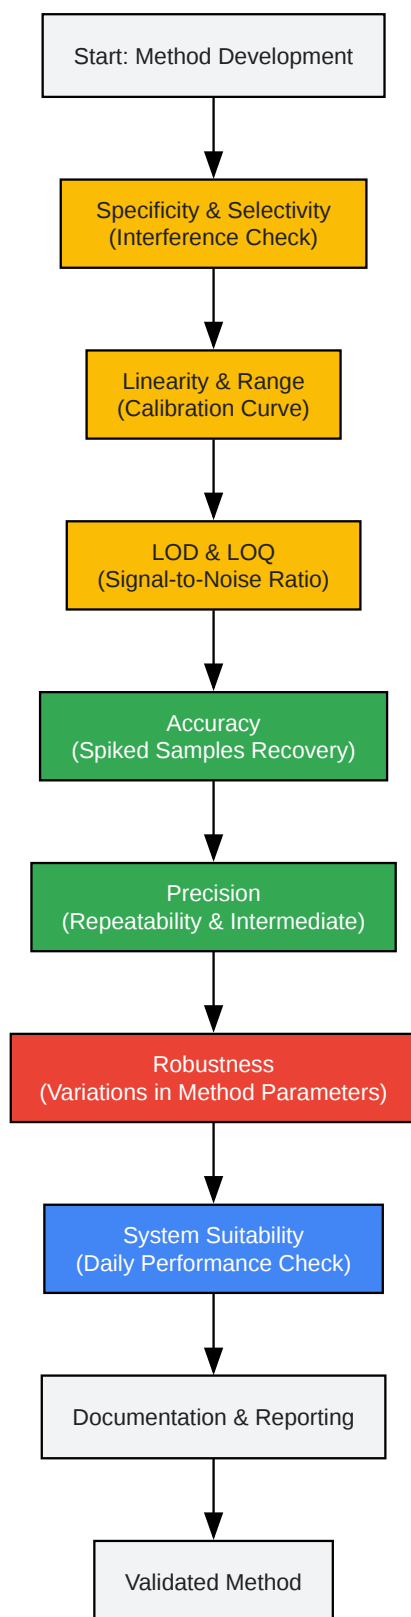 Start: Method Development
Specificity & Selectivity
(Interference Check)
Linearity & Range
(Calibration Curve)
LOD & LOQ
(Signal-to-Noise Ratio)
Accuracy
(Spiked Samples Recovery)
Precision
(Repeatability & Intermediate)
Robustness
(Variations in Method Parameters)
System Suitability
(Daily Performance Check)
Documentation & Reporting
Validated Method